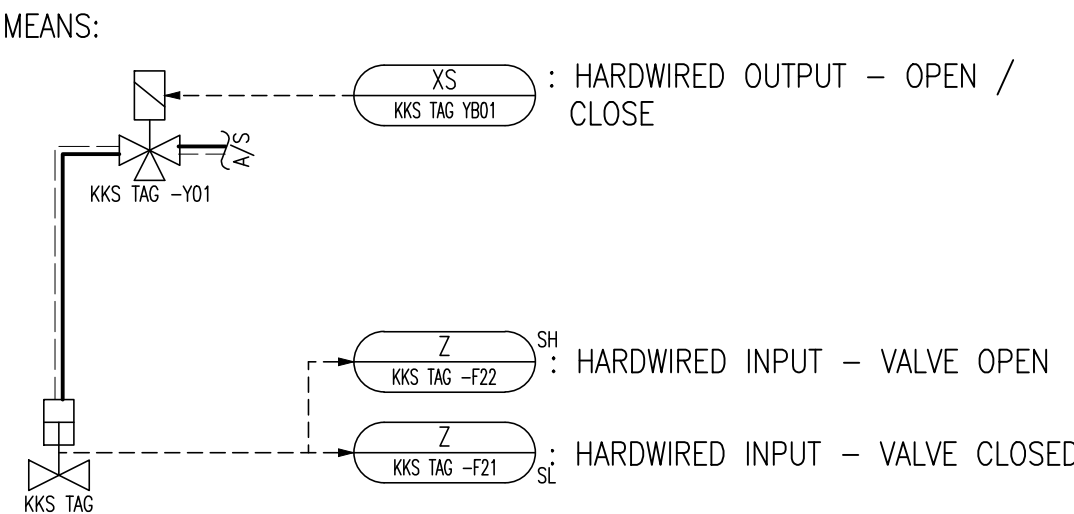 MEANS:
XS
KKS TAG YB01
: HARDWIRED OUTPUT – OPEN /
CLOSE
A/S
KKS TAG –Y01
Z
KKS TAG –F22
SH
: HARDWIRED INPUT – VALVE OPEN
Z
KKS TAG –F21
SL
: HARDWIRED INPUT – VALVE CLOSED
KKS TAG